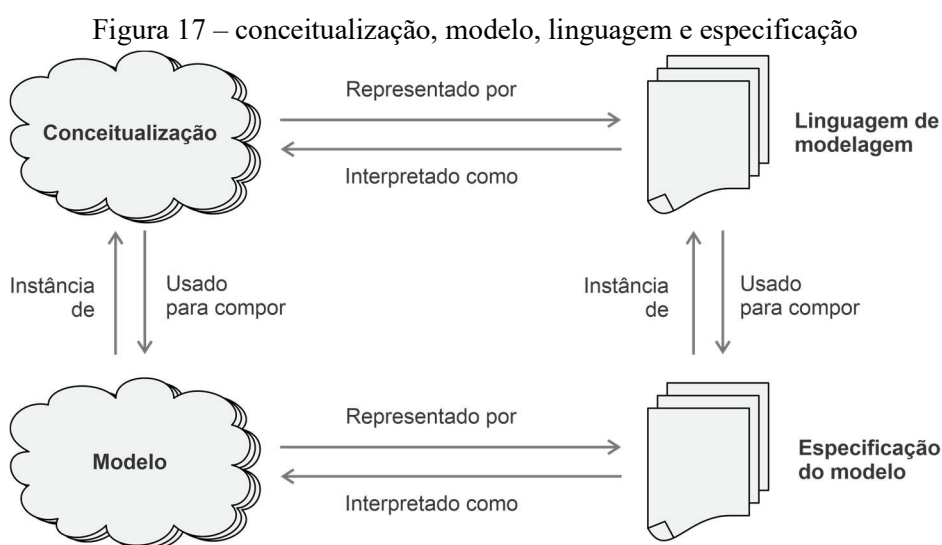 Figura 17 – conceitualização, modelo, linguagem e especificação
Representado por
Conceitualização
Linguagem de
modelagem
Interpretado como
Instância
de
Usado
para compor
Instância
de
Usado
para compor
Representado por
Modelo
Especificação
do modelo
Interpretado como